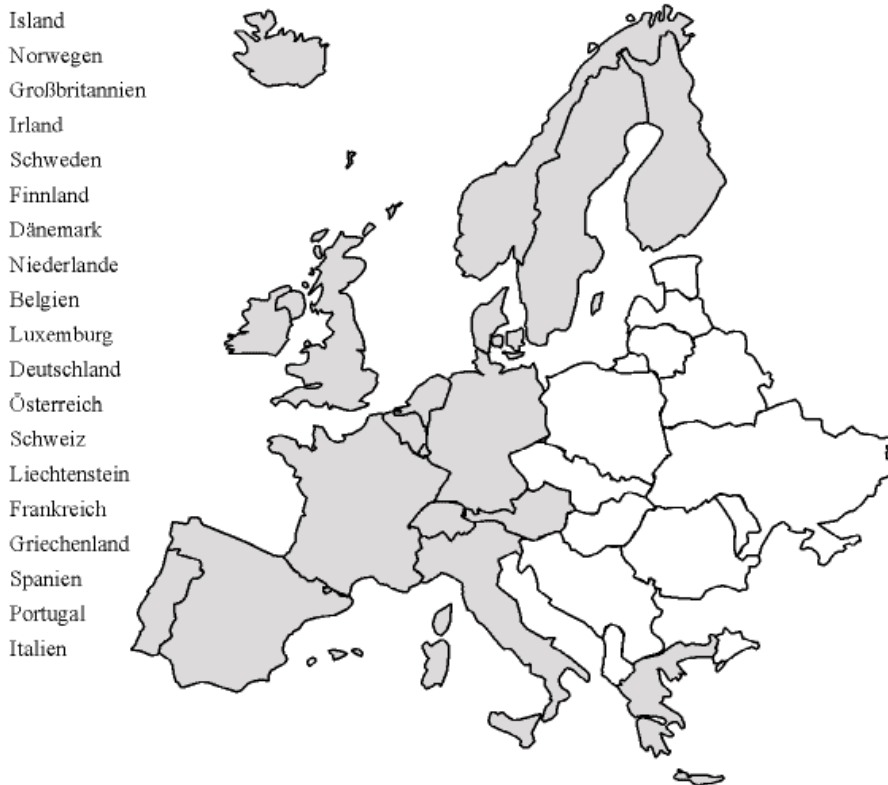 Island
Norwegen
Großbritannien
Irland
Schweden
Finnland
Dänemark
Niederlande
Belgien
Luxemburg
Deutschland
Österreich
Schweiz
Liechtenstein
Frankreich
Griechenland
Spanien
Portugal
Italien